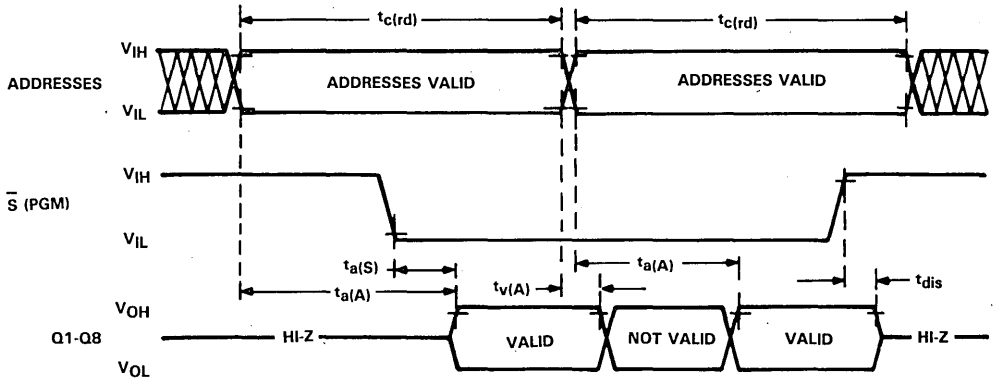 tc(rd) tc(rd)
VIH
ADDRESSES ADDRESSES VALID ADDRESSES VALID
VIL
VIH
S̅ (PGM)
VIL
ta(S) ta(A)
ta(A) tv(A) tdis
VOH
Q1-Q8 HI-Z VALID NOT VALID VALID HI-Z
VOL